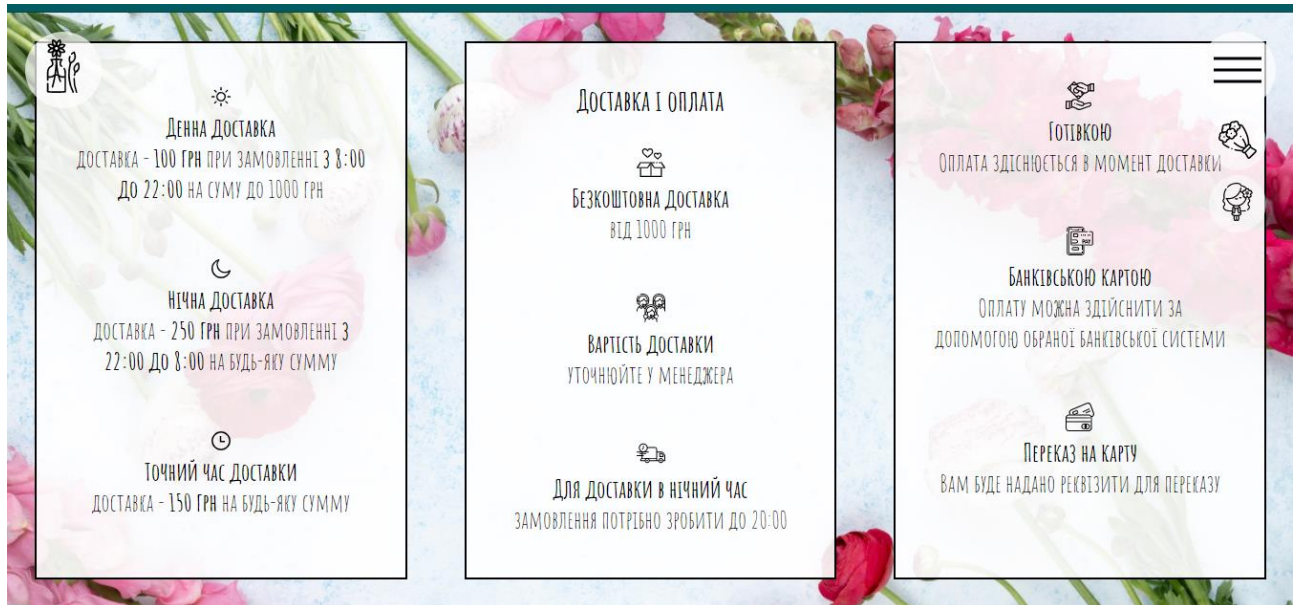 Денна Доставка
доставка - 100 грн при замовленні з 8:00
до 22:00 на суму до 1000 грн
Нічна Доставка
доставка - 250 грн при замовленні з
22:00 до 8:00 на будь-яку сумму
Точний час Доставки
доставка - 150 грн на будь-яку сумму
Доставка і оплата
Безкоштовна Доставка
від 1000 грн
Вартість Доставки
уточнюйте у менеджера
Для доставки в нічний час
замовлення потрібно зробити до 20:00
Готівкою
Оплата здіснюється в момент доставки
Банківською картою
Оплату можна здійснити за
допомогою обраної банківської системи
Переказ на карту
Вам буде надано реквізити для переказу